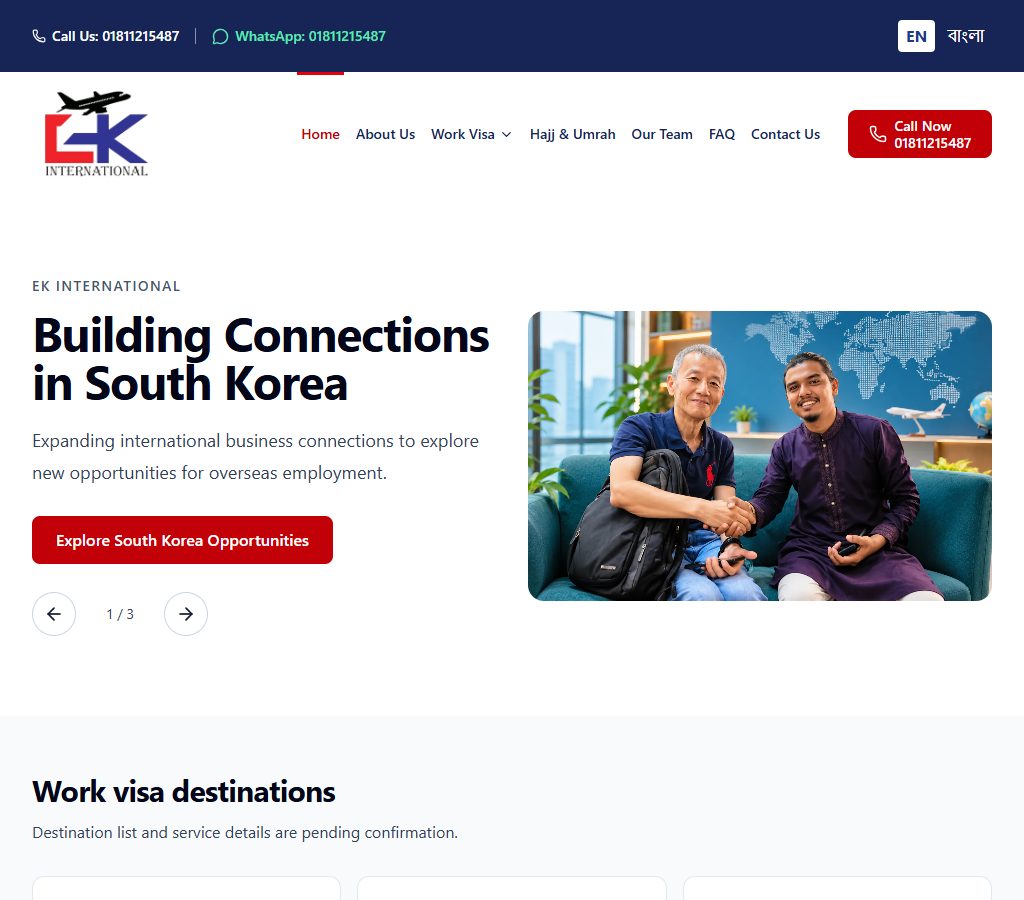 Call Us: 01811215487
WhatsApp: 01811215487
EN
বাংলা
EK
INTERNATIONAL
Home
About Us
Work Visa
Hajj & Umrah
Our Team
FAQ
Contact Us
Call Now
01811215487
EK INTERNATIONAL
Building Connections
in South Korea
Expanding international business connections to explore
new opportunities for overseas employment.
Explore South Korea Opportunities
1 / 3
Work visa destinations
Destination list and service details are pending confirmation.